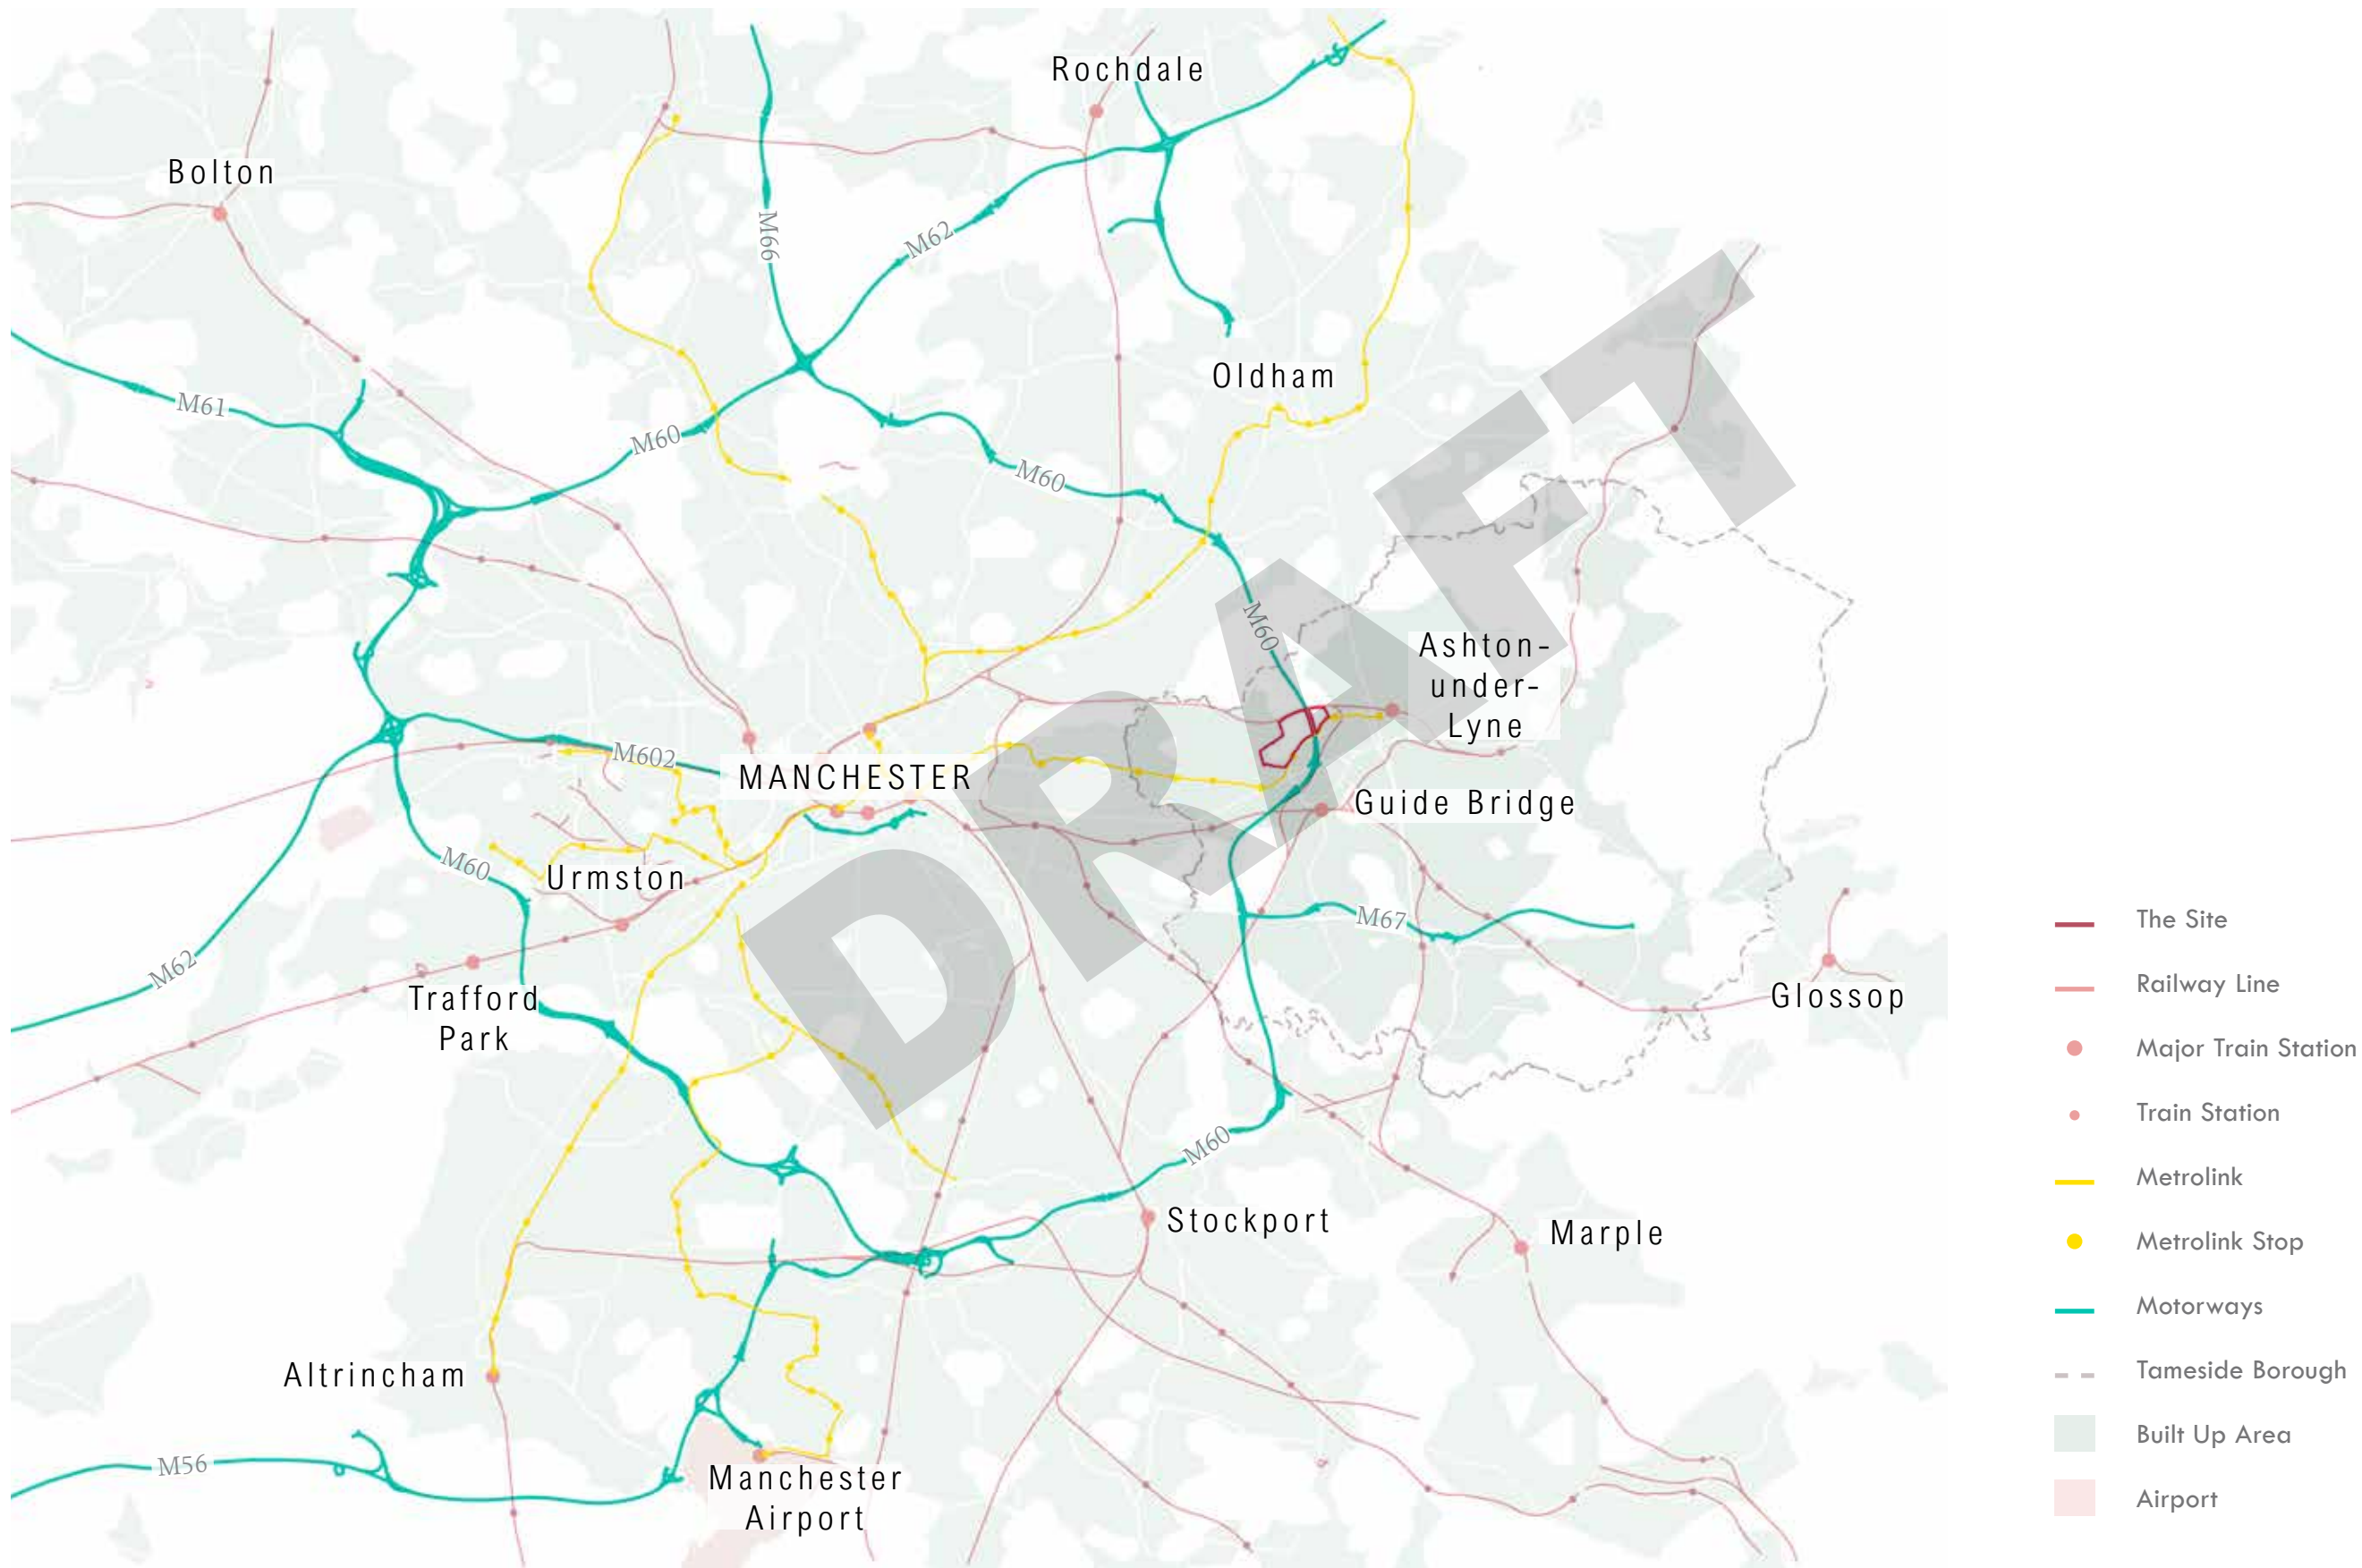 Rochdale
Bolton
M66
M62
Oldham
M61
M60
M60
M60
Ashton-
under-
Lyne
M602
MANCHESTER
Guide Bridge
M60
Urmston
M67
M62
Trafford
Park
Glossop
M60
Stockport
Marple
Altrincham
M56
Manchester
Airport
DRAFT
The Site
Railway Line
Major Train Station
Train Station
Metrolink
Metrolink Stop
Motorways
Tameside Borough
Built Up Area
Airport